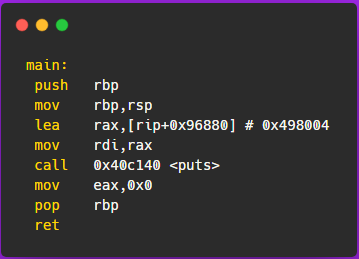 main:
push rbp
mov rbp,rsp
lea rax,[rip+0x96880] # 0x498004
mov rdi,rax
call 0x40c140 <puts>
mov eax,0x0
pop rbp
ret